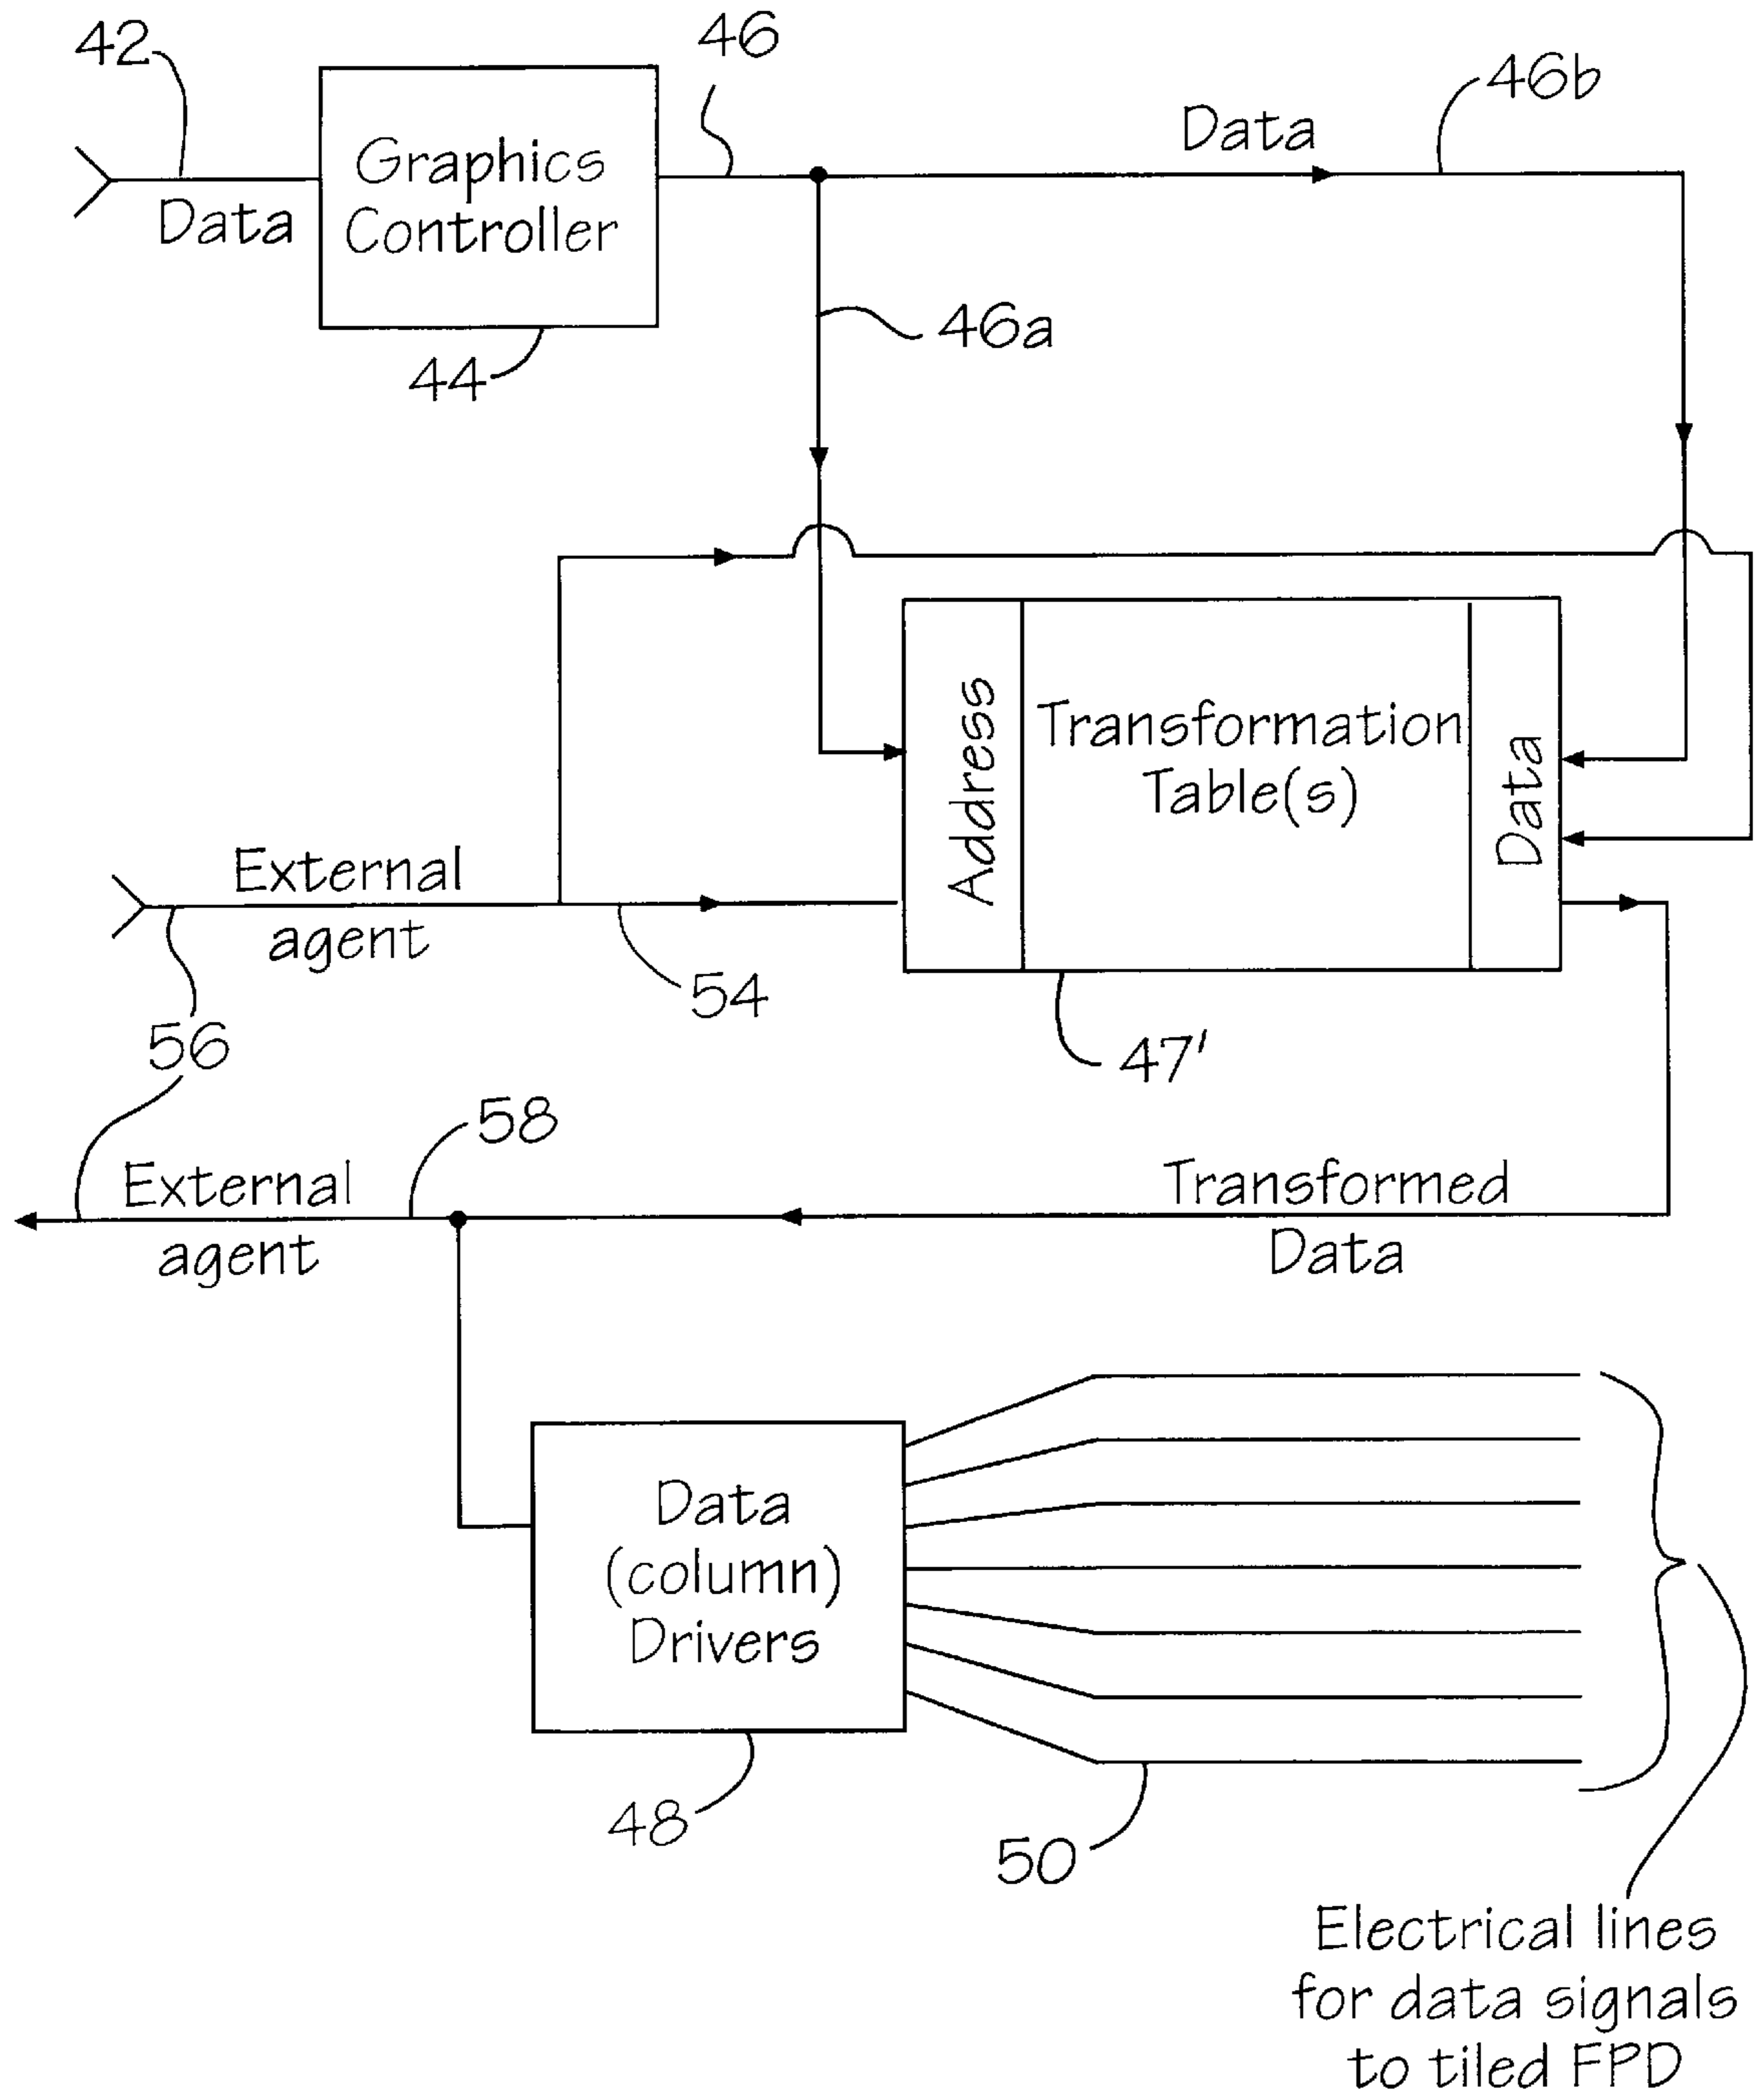 42
46
46b
Data
Data
Graphics
Controller
44
46a
Address
Transformation
Table(s)
Data
External
agent
54
47'
56
58
External
agent
Transformed
Data
Data
(column)
Drivers
48
50
Electrical lines
for data signals
to tiled FPD